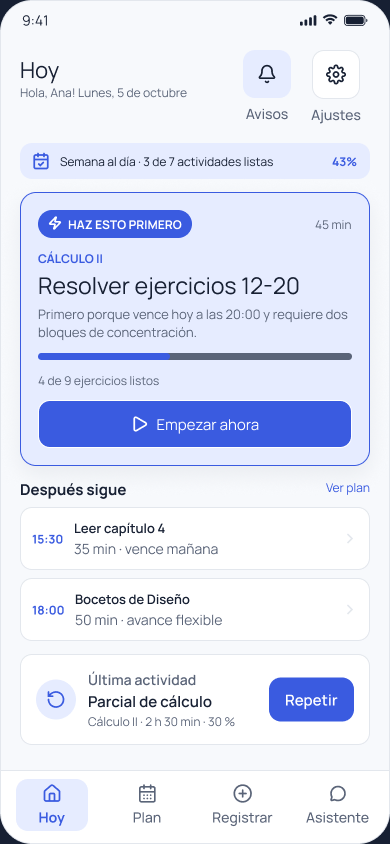 9:41
Hoy
Hola, Ana! Lunes, 5 de octubre
Avisos
Ajustes
Semana al día · 3 de 7 actividades listas
43%
HAZ ESTO PRIMERO
45 min
CÁLCULO II
Resolver ejercicios 12-20
Primero porque vence hoy a las 20:00 y requiere dos
bloques de concentración.
4 de 9 ejercicios listos
Empezar ahora
Después sigue
Ver plan
15:30
Leer capítulo 4
35 min · vence mañana
18:00
Bocetos de Diseño
50 min · avance flexible
Última actividad
Parcial de cálculo
Cálculo II · 2 h 30 min · 30 %
Repetir
Hoy
Plan
Registrar
Asistente